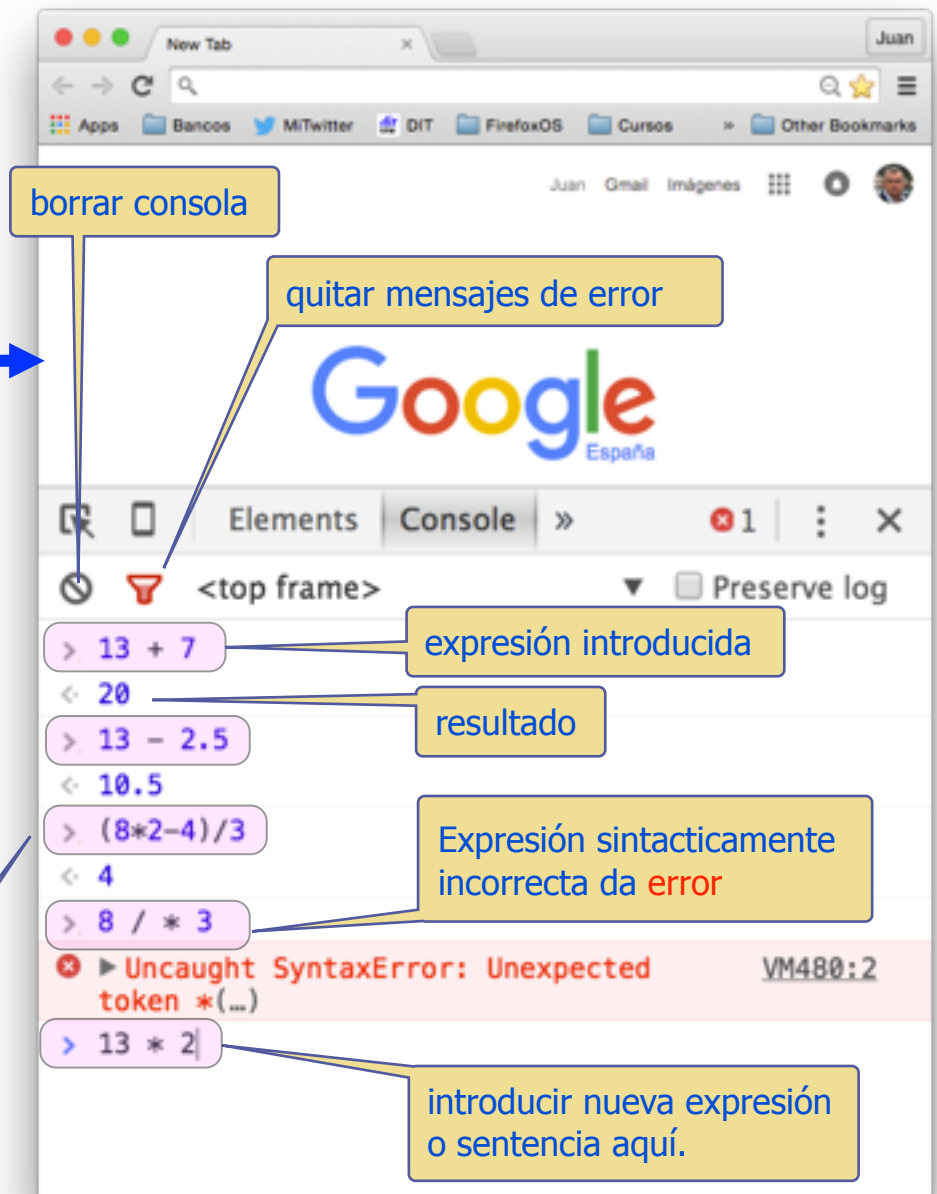 New Tab
Juan
Apps Bancos MiTwitter DIT FirefoxOS Cursos » Other Bookmarks
Juan Gmail Imágenes
borrar consola
quitar mensajes de error
Google
España
Elements Console » 1
<top frame> ▼ Preserve log
> 13 + 7
expresión introducida
20
resultado
> 13 - 2.5
10.5
> (8*2-4)/3
4
Expresión sintacticamente
incorrecta da error
> 8 / * 3
Uncaught SyntaxError: Unexpected VM480:2
token *(…)
> 13 * 2
introducir nueva expresión
o sentencia aquí.